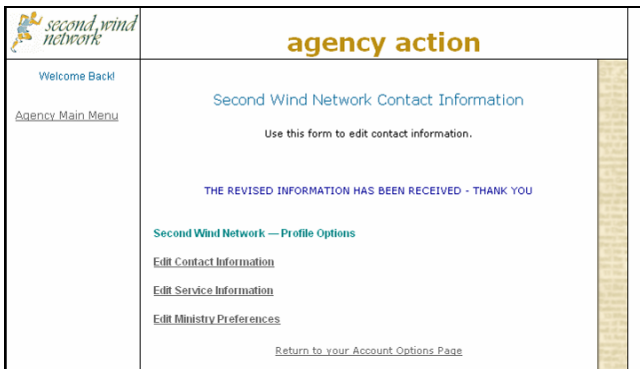 second wind
network
agency action
Welcome Back!
Agency Main Menu
Second Wind Network Contact Information
Use this form to edit contact information.
THE REVISED INFORMATION HAS BEEN RECEIVED - THANK YOU
Second Wind Network — Profile Options
Edit Contact Information
Edit Service Information
Edit Ministry Preferences
Return to your Account Options Page